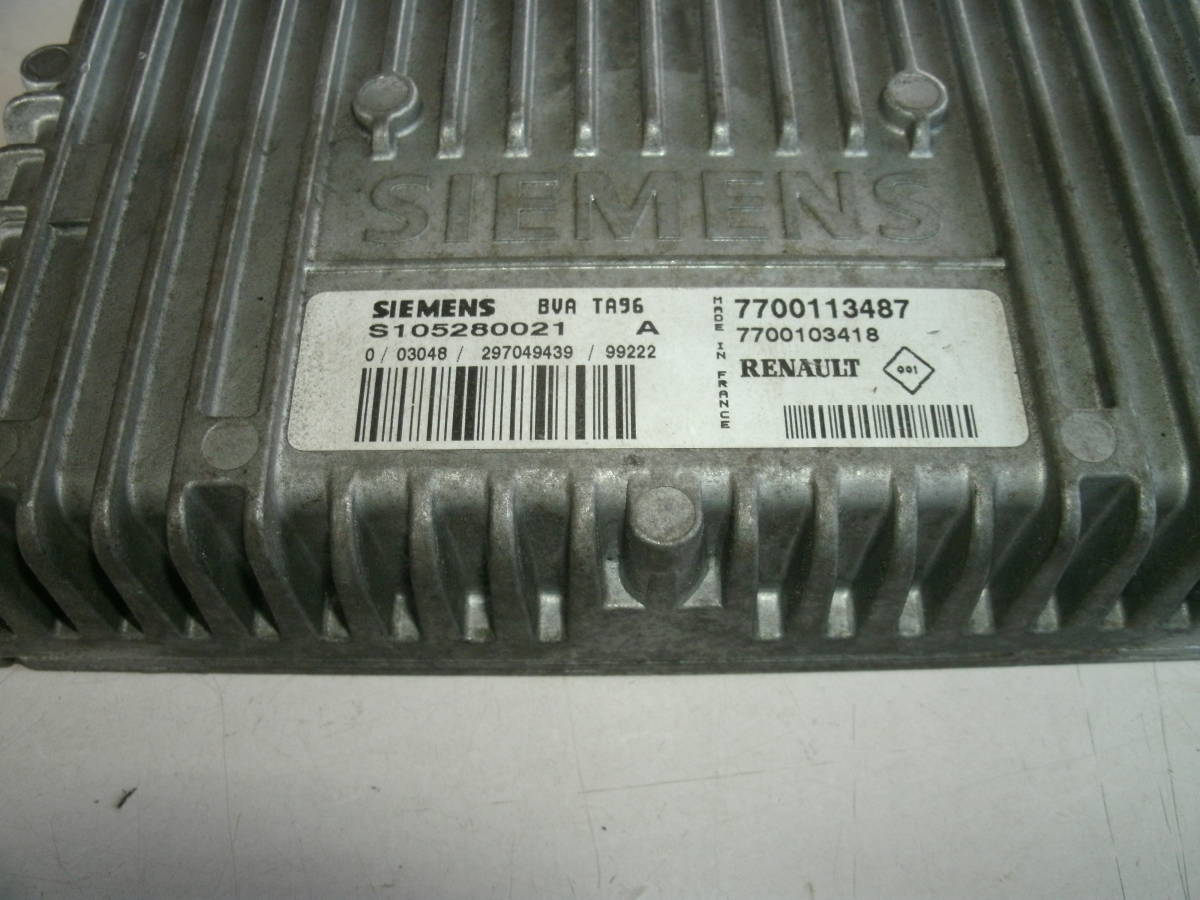 SIEMENS
SIEMENS BVA TA96
S105280021 A
0 / 03048 / 297049439 / 99222
MADE IN FRANCE
7700113487
7700103418
RENAULT
001